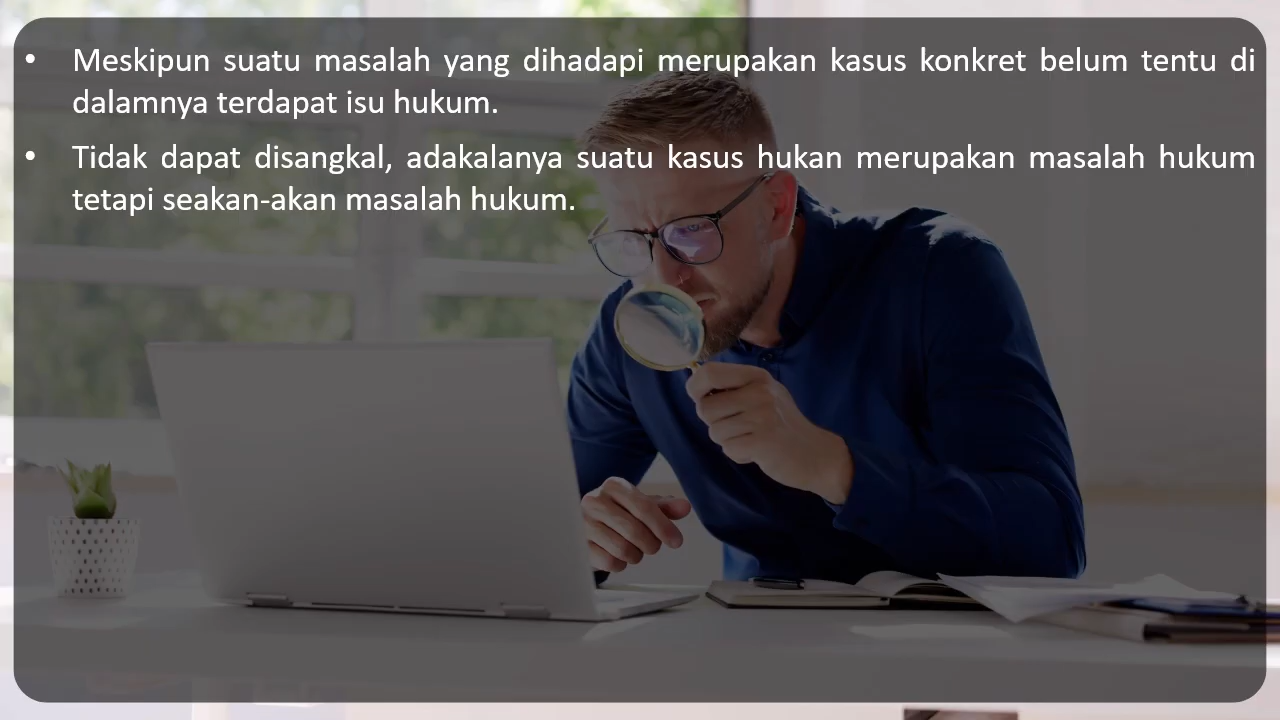 • Meskipun suatu masalah yang dihadapi merupakan kasus konkret belum tentu di
dalamnya terdapat isu hukum.
• Tidak dapat disangkal, adakalanya suatu kasus hukan merupakan masalah hukum
tetapi seakan-akan masalah hukum.